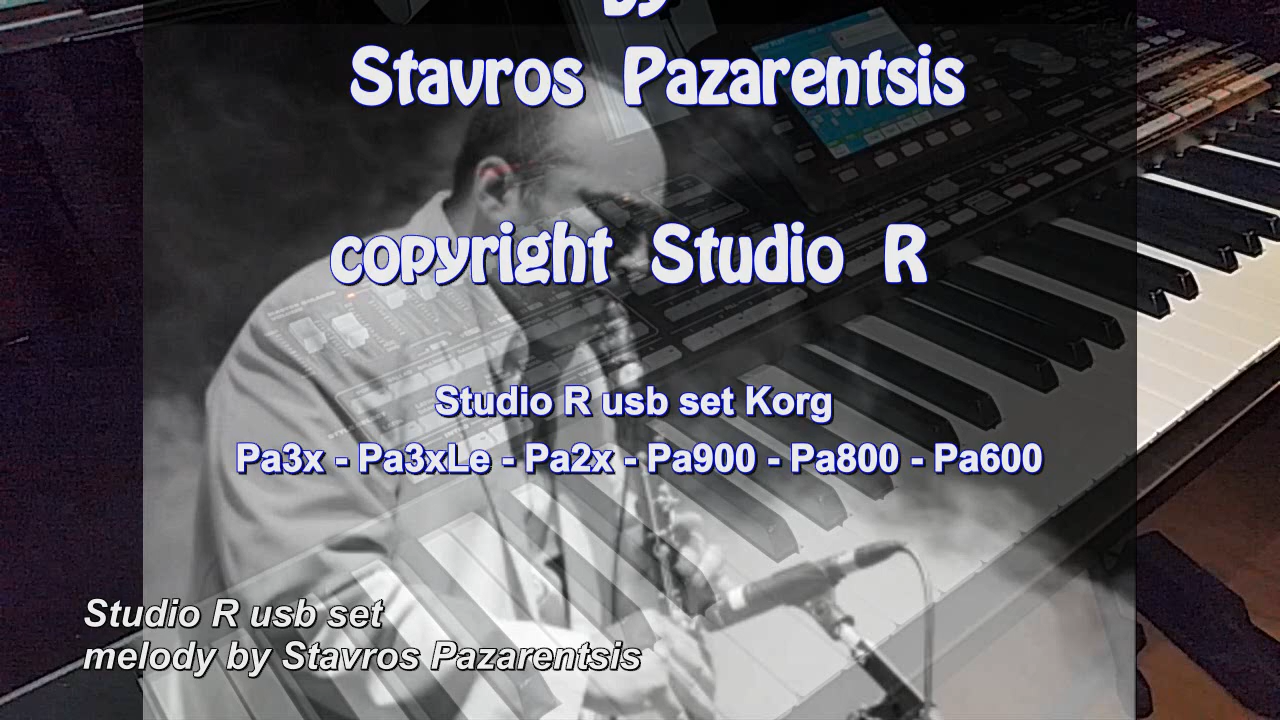 by
Stavros Pazarentsis
copyright Studio R
Studio R usb set Korg
Pa3x - Pa3xLe - Pa2x - Pa900 - Pa800 - Pa600
Studio R usb set
melody by Stavros Pazarentsis